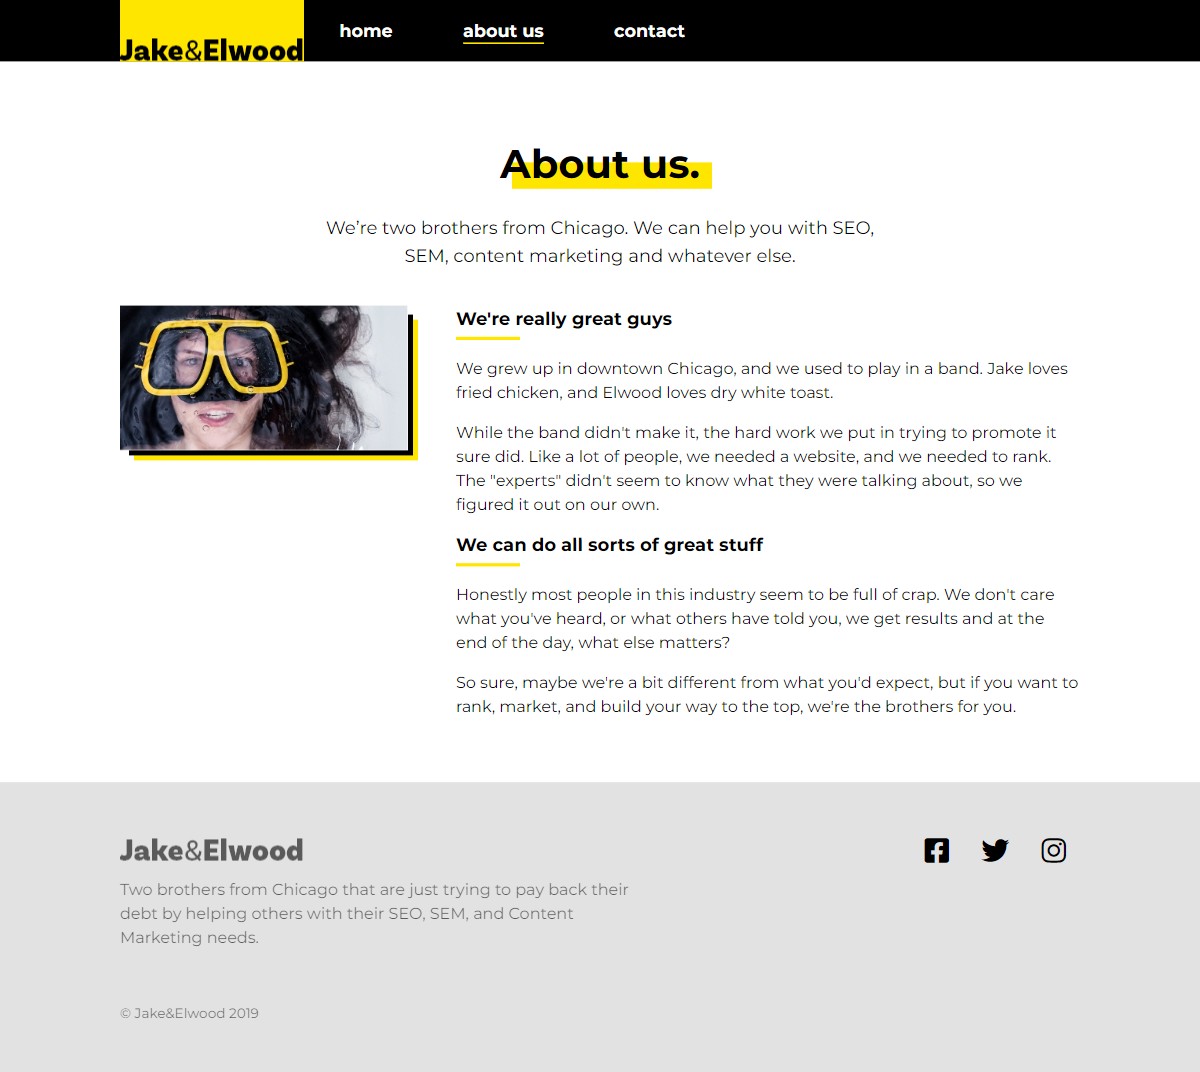 Jake&Elwood
home about us contact
About us.
We’re two brothers from Chicago. We can help you with SEO,
SEM, content marketing and whatever else.
We're really great guys
We grew up in downtown Chicago, and we used to play in a band. Jake loves
fried chicken, and Elwood loves dry white toast.
While the band didn't make it, the hard work we put in trying to promote it
sure did. Like a lot of people, we needed a website, and we needed to rank.
The "experts" didn't seem to know what they were talking about, so we
figured it out on our own.
We can do all sorts of great stuff
Honestly most people in this industry seem to be full of crap. We don't care
what you've heard, or what others have told you, we get results and at the
end of the day, what else matters?
So sure, maybe we're a bit different from what you'd expect, but if you want to
rank, market, and build your way to the top, we're the brothers for you.
Jake&Elwood
Two brothers from Chicago that are just trying to pay back their
debt by helping others with their SEO, SEM, and Content
Marketing needs.
© Jake&Elwood 2019